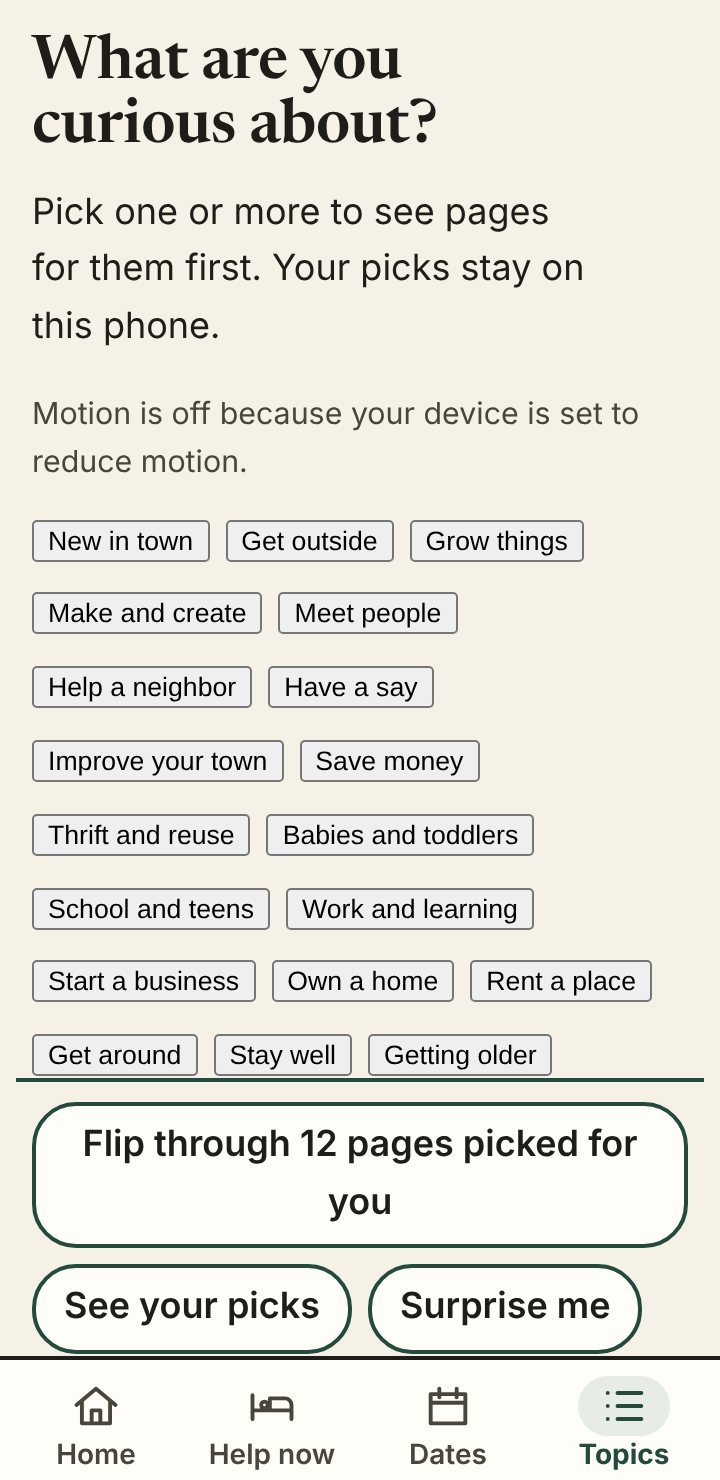 What are you
curious about?
Pick one or more to see pages
for them first. Your picks stay on
this phone.
Motion is off because your device is set to
reduce motion.
New in town Get outside Grow things
Make and create Meet people
Help a neighbor Have a say
Improve your town Save money
Thrift and reuse Babies and toddlers
School and teens Work and learning
Start a business Own a home Rent a place
Get around Stay well Getting older
Flip through 12 pages picked for
you
See your picks Surprise me
Home Help now Dates Topics